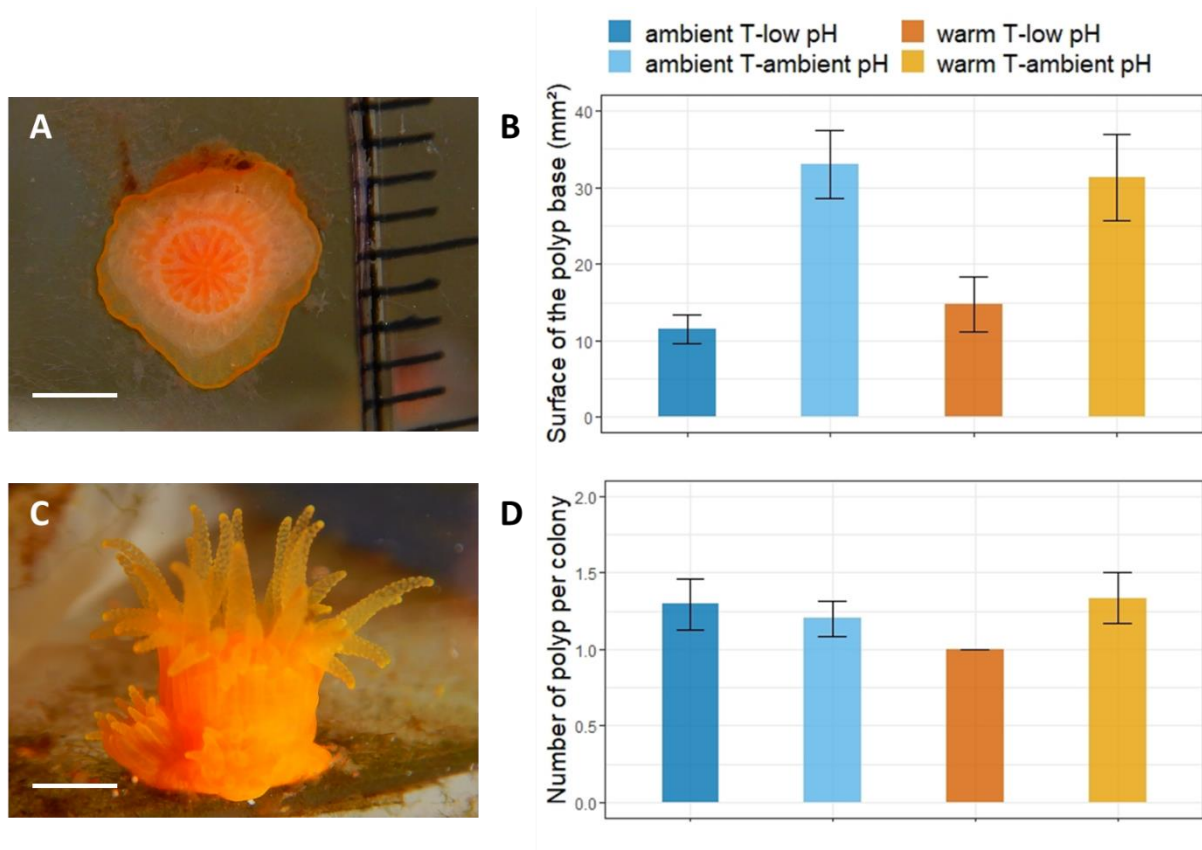 ambient T-low pH
warm T-low pH
ambient T-ambient pH
warm T-ambient pH
A
B
Surface of the polyp base (mm²)
40
30
20
10
0
C
D
Number of polyp per colony
2.0
1.5
1.0
0.5
0.0